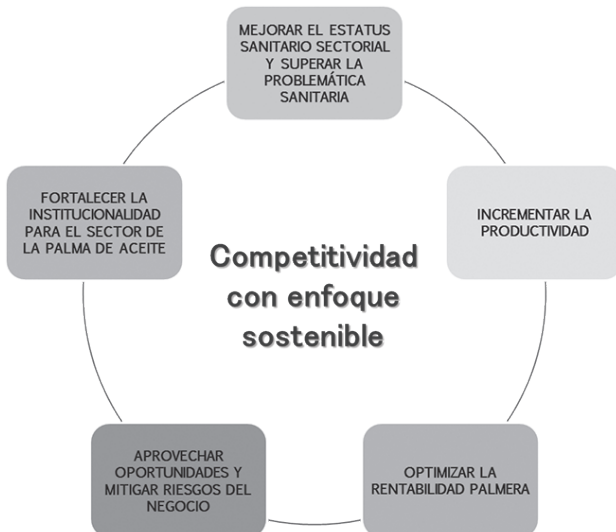 MEJORAR EL ESTATUS
SANITARIO SECTORIAL
Y SUPERAR LA
PROBLEMÁTICA
SANITARIA
INCREMENTAR LA
PRODUCTIVIDAD
OPTIMIZAR LA
RENTABILIDAD PALMERA
APROVECHAR
OPORTUNIDADES Y
MITIGAR RIESGOS DEL
NEGOCIO
FORTALECER LA
INSTITUCIONALIDAD
PARA EL SECTOR DE
LA PALMA DE ACEITE
Competitividad
con enfoque
sostenible